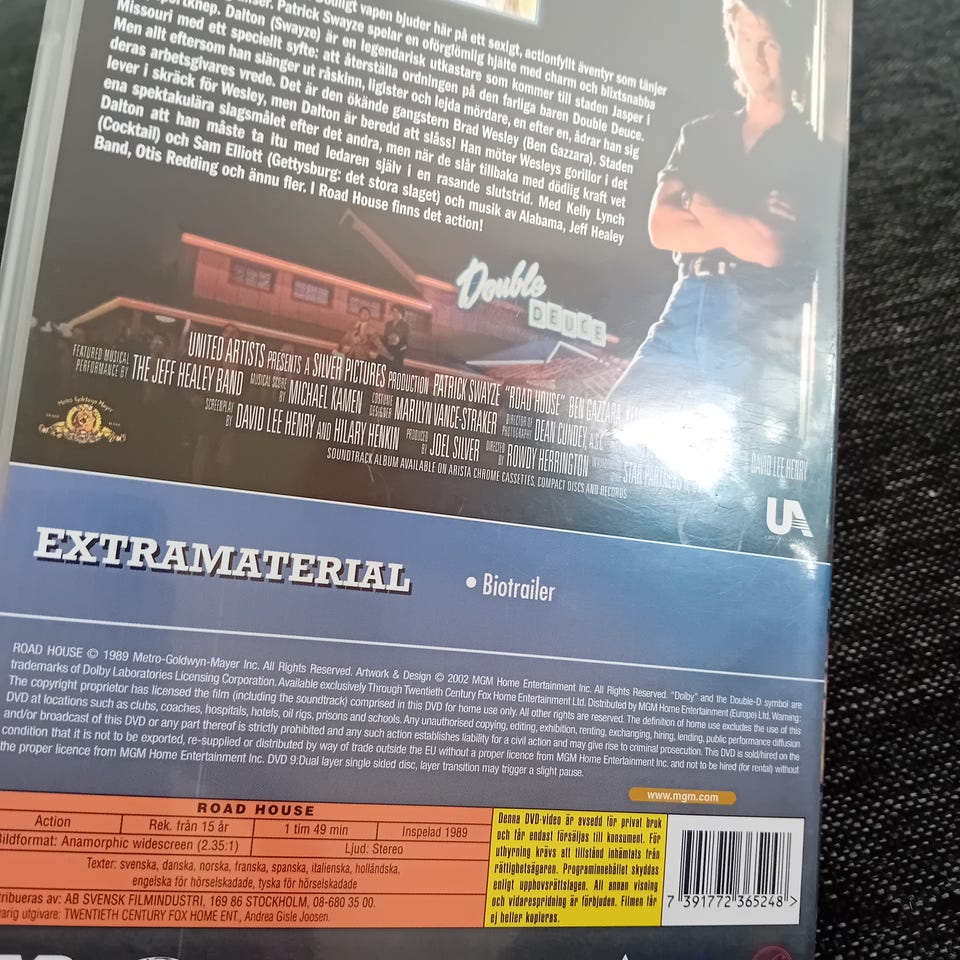 vapen bjuder här på ett sexigt, actionfyllt äventyr som tänjer
Patrick Swayze spelar en oförglömlig hjälte med charm och blixtsnabba
Dalton (Swayze) är en legendarisk utkastare som kommer till staden Jasper i
Missouri med ett speciellt syfte: att återställa ordningen på den farliga baren Double Deuce.
Men allt eftersom han slänger ut råskinn, ligister och lejda mördare, en efter en, ådrar han sig
deras arbetsgivares vrede. Det är den ökände gangstern Brad Wesley (Ben Gazzara). Staden
lever i skräck för Wesley, men Dalton är beredd att slåss! Han möter Wesleys gorillor i det
ena spektakulära slagsmålet efter det andra, men när de slår tillbaka med dödlig kraft vet
Dalton att han måste ta itu med ledaren själv i en rasande slutstrid. Med Kelly Lynch
(Cocktail) och Sam Elliott (Gettysburg: det stora slaget) och musik av Alabama, Jeff Healey
Band, Otis Redding och ännu fler. I Road House finns det action!
Double
DEUCE
UNITED ARTISTS PRESENTS A SILVER PICTURES PRODUCTION PATRICK SWAYZE "ROAD HOUSE" BEN GAZZARA
FEATURED MUSICAL PERFORMANCE BY THE JEFF HEALEY BAND MUSICAL SCORE BY MICHAEL KAMEN COSTUME DESIGNER MARILYN VANCE-STRAKER DIRECTOR OF PHOTOGRAPHY DEAN CUNDEY, A.S.C.
SCREENPLAY BY DAVID LEE HENRY AND HILARY HENKIN PRODUCED BY JOEL SILVER DIRECTED BY ROWDY HERRINGTON
DAVID LEE HENRY
STAR PARTNERS
SOUNDTRACK ALBUM AVAILABLE ON ARISTA CHROME CASSETTES, COMPACT DISCS AND RECORDS
Metro Goldwyn Mayer
UA
EXTRAMATERIAL
• Biotrailer
ROAD HOUSE © 1989 Metro-Goldwyn-Mayer Inc. All Rights Reserved. Artwork & Design © 2002 MGM Home Entertainment Inc. All Rights Reserved. "Dolby" and the Double-D symbol are
trademarks of Dolby Laboratories Licensing Corporation. Available exclusively Through Twentieth Century Fox Home Entertainment Ltd. Distributed by MGM Home Entertainment (Europe) Ltd. Warning:
The copyright proprietor has licensed the film (including the soundtrack) comprised in this DVD for home use only. All other rights are reserved. The definition of home use excludes the use of this
DVD at locations such as clubs, coaches, hospitals, hotels, oil rigs, prisons and schools. Any unauthorised copying, editing, exhibition, renting, exchanging, hiring, lending, public performance diffusion
and/or broadcast of this DVD or any part thereof is strictly prohibited and any such action establishes liability for a civil action and may give rise to criminal prosecution. This DVD is sold/hired on the
condition that it is not to be exported, re-supplied or distributed by way of trade outside the EU without a proper licence from MGM Home Entertainment Inc. and not to be hired (for rental) without
the proper licence from MGM Home Entertainment Inc. DVD 9:Dual layer single sided disc, layer transition may trigger a slight pause.
www.mgm.com
ROAD HOUSE
Action
Rek. från 15 år
1 tim 49 min
Inspelad 1989
Bildformat: Anamorphic widescreen (2.35:1)
Ljud: Stereo
Texter: svenska, danska, norska, franska, spanska, italienska, holländska,
engelska för hörselskadade, tyska för hörselskadade
tribueras av: AB SVENSK FILMINDUSTRI, 169 86 STOCKHOLM, 08-680 35 00.
varig utgivare: TWENTIETH CENTURY FOX HOME ENT., Andrea Gisle Joosen.
Denna DVD-video är avsedd för privat bruk
och får endast försäljas till konsument. För
uthyrning krävs att tillstånd inhämtats från
rättighetsägaren. Programinnehållet skyddas
enligt upphovsrättslagen. All annan visning
och vidarespridning är förbjuden. Filmen får
ej heller kopieras.
7 391772 365248 >